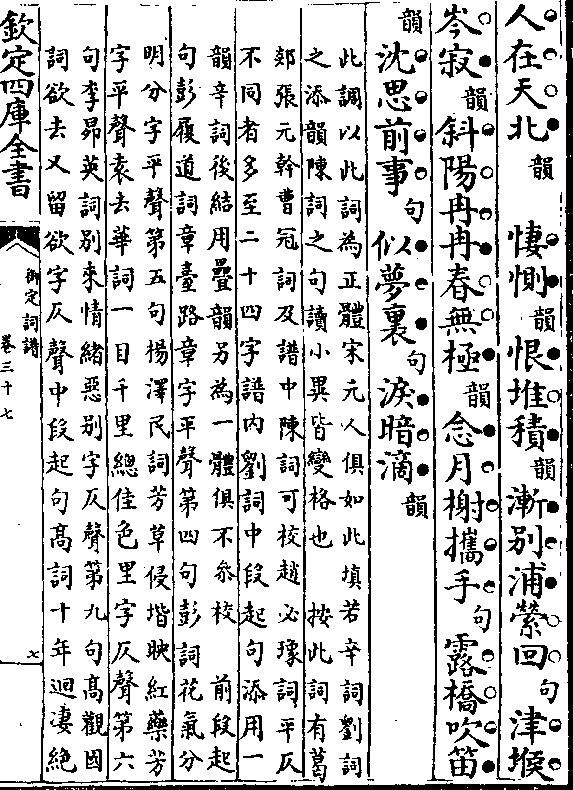 人在天北韻　悽惻韻恨堆積韻漸别浦縈回句津堠
岑寂韻斜陽冉冉春無極韻念月榭攜手句露橋吹笛
韻沈思前事句似夢裏句淚暗滴韻
此調以此詞為正體宋元人俱如此填若辛詞劉詞
之添韻陳詞之句讀小異皆變格也　按此詞有葛
郯張元幹曹冠詞及譜中陳詞可校趙必𤩪詞平仄
不同者多至二十四字譜内劉詞中段起句添用一
韻辛詞後結用疊韻另為一體俱不叅校　前段起
句彭履道詞章臺路章字平聲第四句彭詞花氣分
明分字平聲第五句楊澤民詞芳草侵堦映紅藥芳
字平聲袁去華詞一目千里總佳色里字仄聲第六
句李昴英詞别來情緒惡别字仄聲第九句髙觀國
詞欲去又留欲字仄聲中段起句髙詞十年迴凄絶
欽定四庫全書
御定詞譜
卷三十七
七